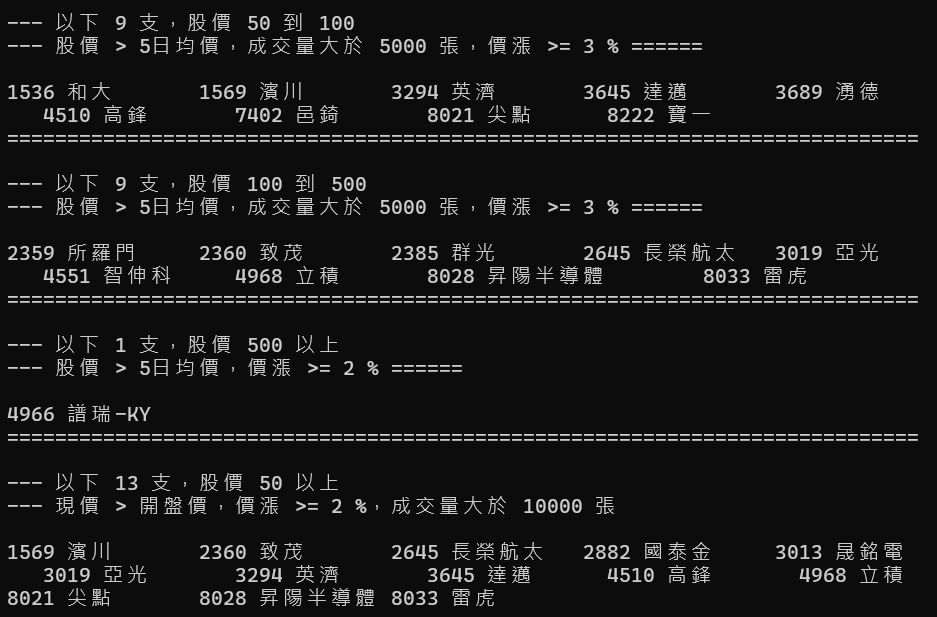 --- 以下 9 支，股價 50 到 100
--- 股價 > 5日均價，成交量大於 5000 張，價漲 >= 3 % ======
1536 和大 1569 濱川 3294 英濟 3645 達邁 3689 湧德
4510 高鋒 7402 邑錡 8021 尖點 8222 寶一
============================================================================
--- 以下 9 支，股價 100 到 500
--- 股價 > 5日均價，成交量大於 5000 張，價漲 >= 3 % ======
2359 所羅門 2360 致茂 2385 群光 2645 長榮航太 3019 亞光
4551 智伸科 4968 立積 8028 昇陽半導體 8033 雷虎
============================================================================
--- 以下 1 支，股價 500 以上
--- 股價 > 5日均價，價漲 >= 2 % ======
4966 譜瑞-KY
============================================================================
--- 以下 13 支，股價 50 以上
--- 現價 > 開盤價，價漲 >= 2 %，成交量大於 10000 張
1569 濱川 2360 致茂 2645 長榮航太 2882 國泰金 3013 晟銘電
3019 亞光 3294 英濟 3645 達邁 4510 高鋒 4968 立積
8021 尖點 8028 昇陽半導體 8033 雷虎